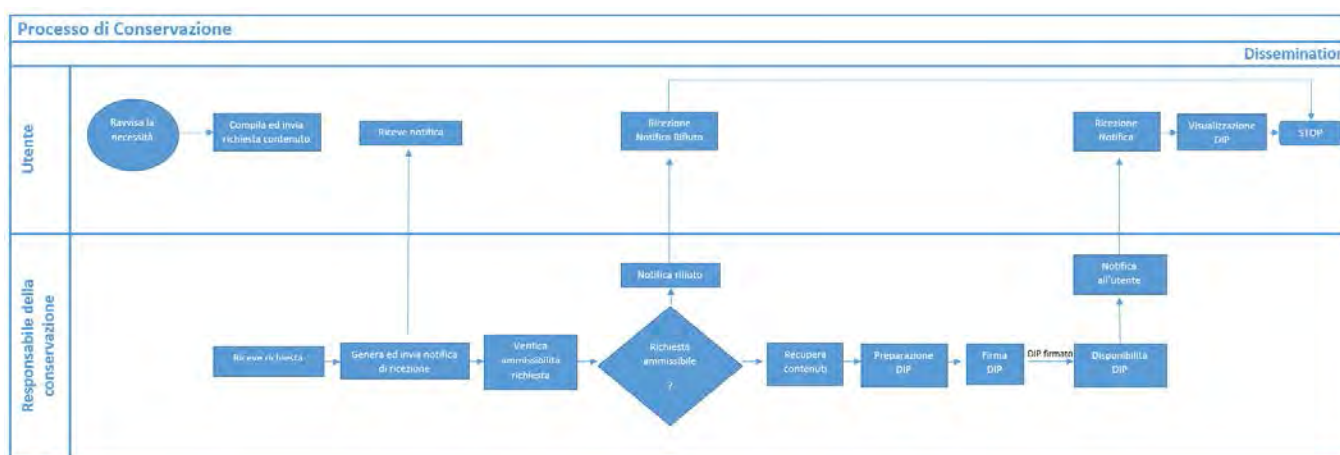 Processo di Conservazione
Dissemination
Utente
Ravvisa la
necessità
Compila ed invia
richiesta contenuto
Riceve notifica
Ricezione
Notifica Rifiuto
Ricezione
Notifica
Visualizzazione
DIP
STOP
Responsabile della
conservazione
Riceve richiesta
Genera ed invia notifica
di ricezione
Verifica
ammissibilità
richiesta
Richiesta
ammissibile
?
Notifica rifiuto
Recupera
contenuti
Preparazione
DIP
Firma
DIP
DIP firmato
Disponibilità
DIP
Notifica
all'utente